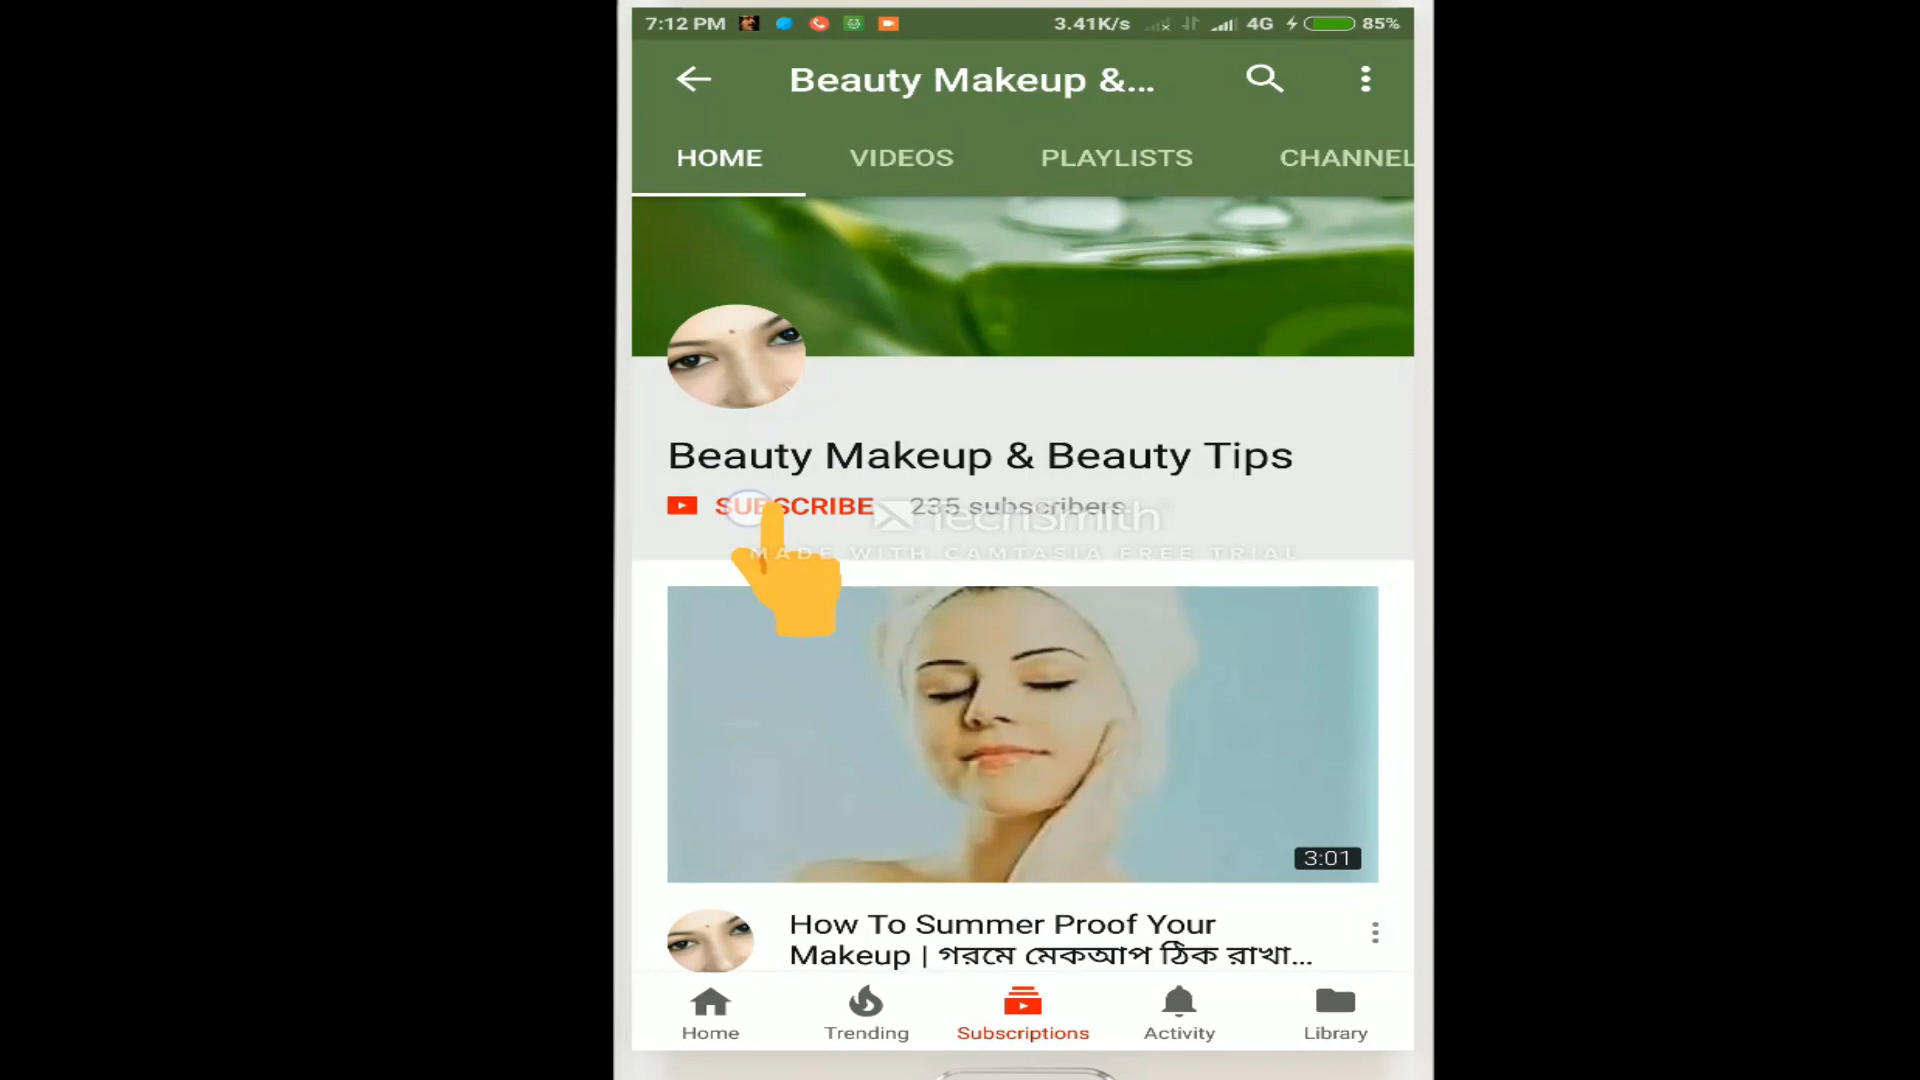 7:12 PM 3.41K/s 4G 85%
Beauty Makeup &...
HOME VIDEOS PLAYLISTS CHANNEL
Beauty Makeup & Beauty Tips
SUBSCRIBE 235 subscribers
TechSmith
MADE WITH CAMTASIA FREE TRIAL
3:01
How To Summer Proof Your
Makeup | গরমে মেকআপ ঠিক রাখা...
Home Trending Subscriptions Activity Library